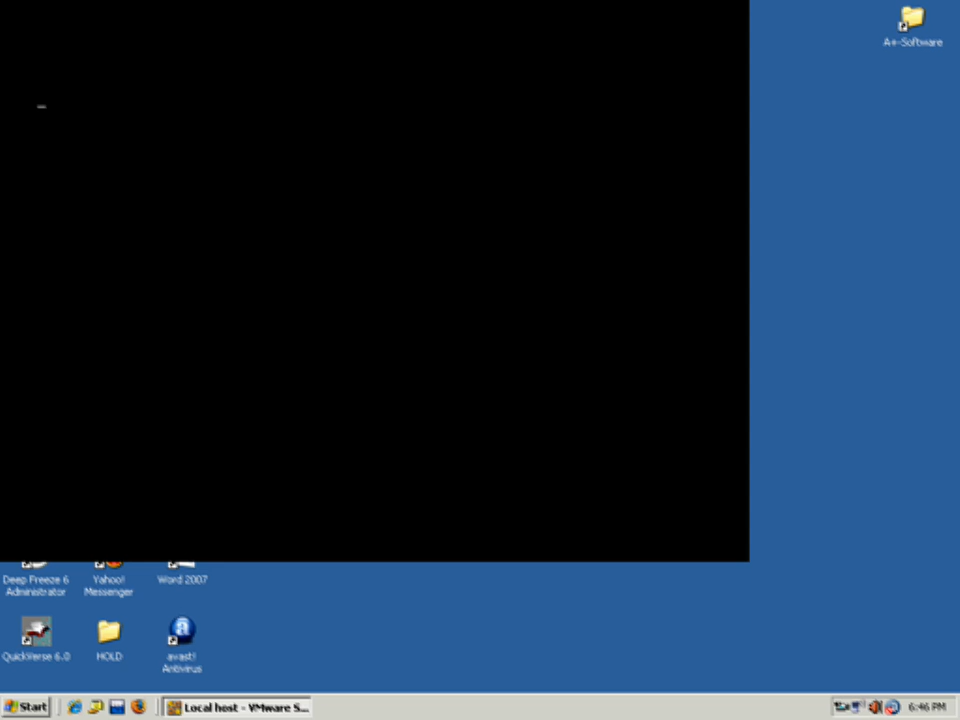 A+-Software
Deep Freeze 6 Administrator
Yahoo! Messenger
Word 2007
QuickVerse 6.0
HOLD
avast! Antivirus
Start
Local host - VMware S...
6:46 PM